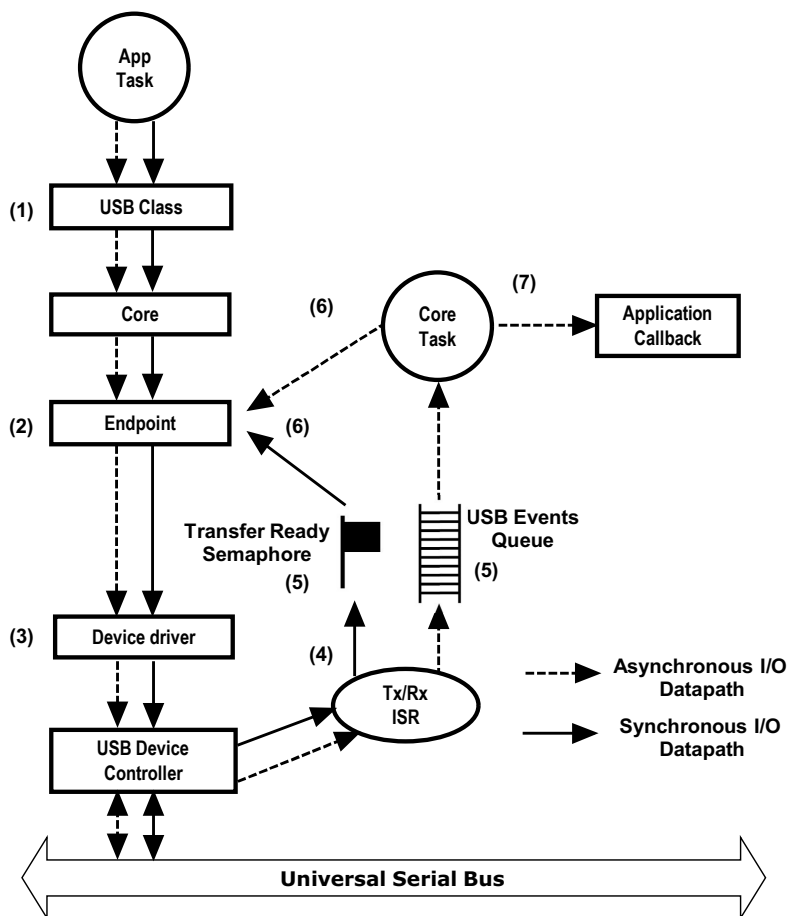 App
Task
(1)
USB Class
Core
(2)
Endpoint
(6)
Core
Task
(7)
Application
Callback
(6)
Transfer Ready
Semaphore
(5)
USB Events
Queue
(5)
(3)
Device driver
(4)
Tx/Rx
ISR
USB Device
Controller
Asynchronous I/O
Datapath
Synchronous I/O
Datapath
Universal Serial Bus